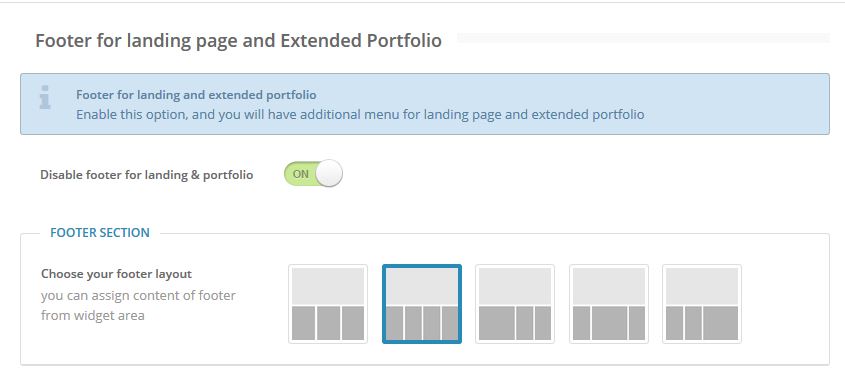 Footer for landing page and Extended Portfolio
Footer for landing and extended portfolio
Enable this option, and you will have additional menu for landing page and extended portfolio
Disable footer for landing & portfolio
ON
FOOTER SECTION
Choose your footer layout
you can assign content of footer
from widget area